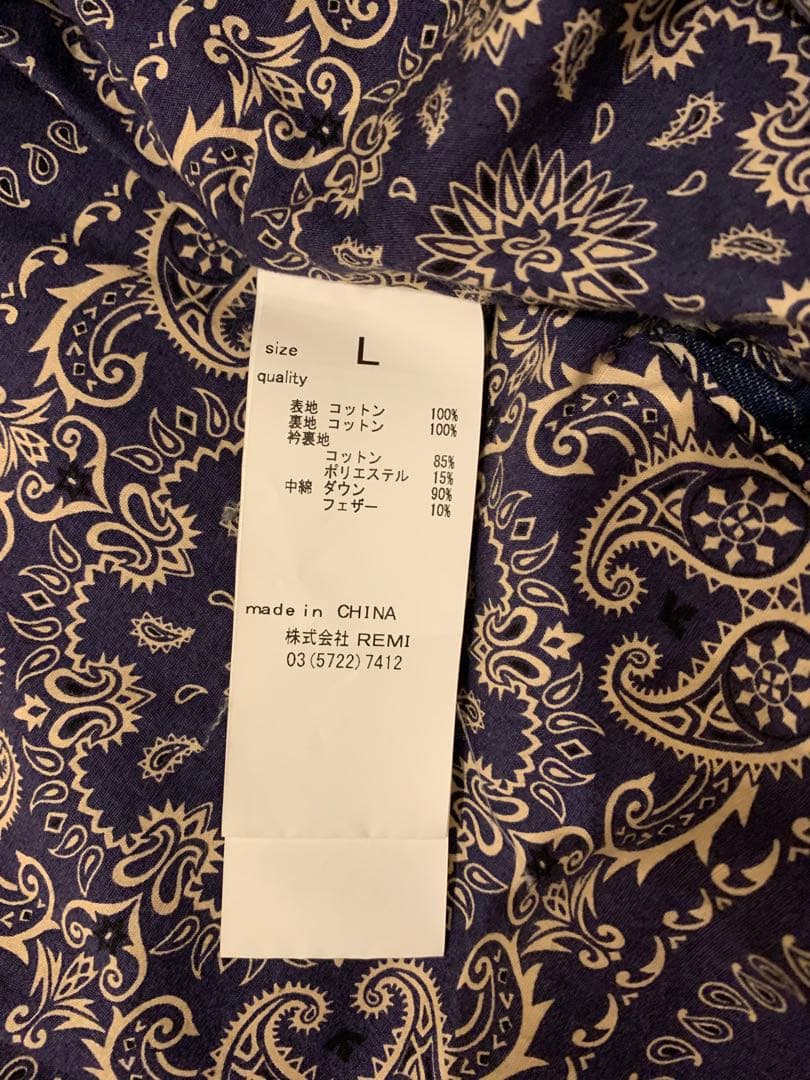 size L
quality
表地 コットン 100%
裏地 コットン 100%
衿裏地
コットン 85%
ポリエステル 15%
中綿 ダウン 90%
フェザー 10%
made in CHINA
株式会社 REMI
03(5722)7412